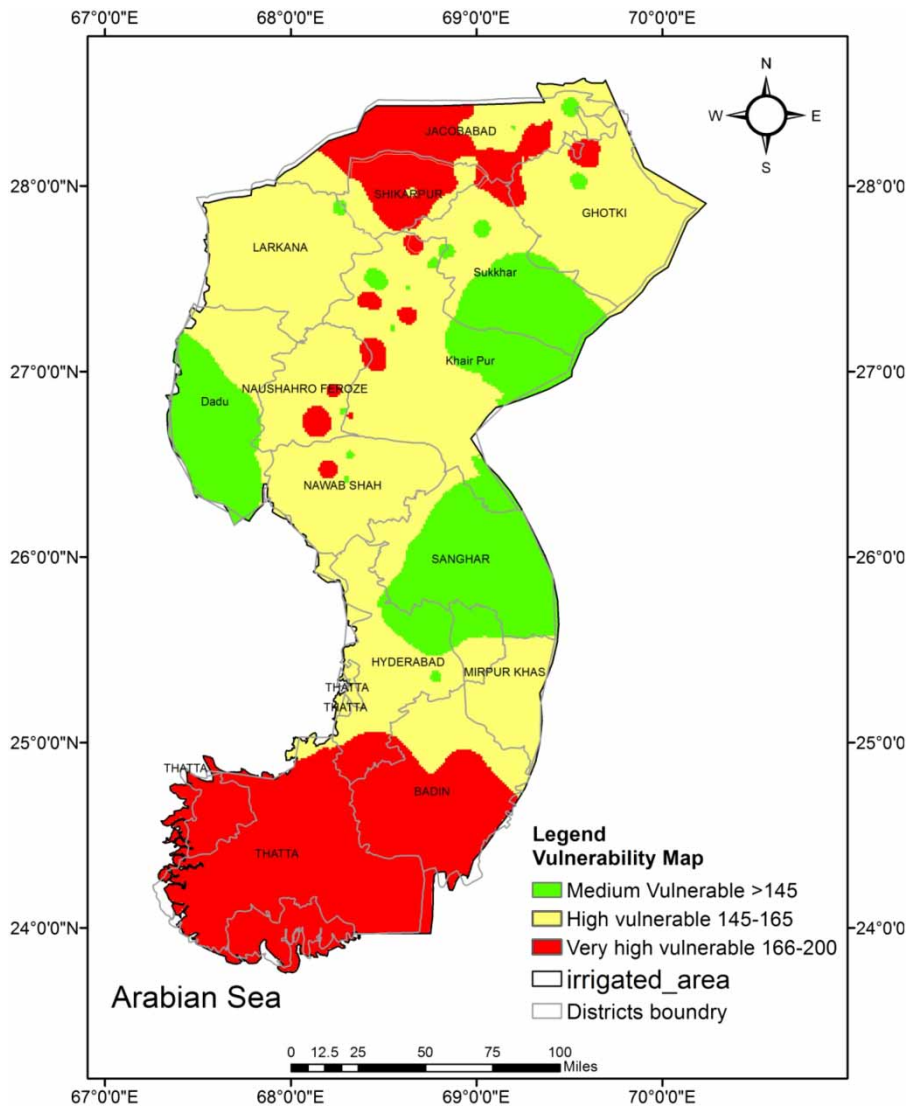 67°0'0"E 68°0'0"E 69°0'0"E 70°0'0"E
N
W E
S
28°0'0"N 28°0'0"N
27°0'0"N 27°0'0"N
26°0'0"N 26°0'0"N
25°0'0"N 25°0'0"N
24°0'0"N 24°0'0"N
JACOBABAD
SHIKARPUR
GHOTKI
LARKANA
Sukkhar
Khair Pur
NAUSHAHRO FEROZE
Dadu
NAWAB SHAH
SANGHAR
HYDERABAD
MIRPUR KHAS
THATTA
THATTA
THATTA
BADIN
THATTA
Legend
Vulnerability Map
Medium Vulnerable >145
High vulnerable 145-165
Very high vulnerable 166-200
irrigated_area
Districts boundry
Arabian Sea
0 12.5 25 50 75 100
Miles
67°0'0"E 68°0'0"E 69°0'0"E 70°0'0"E